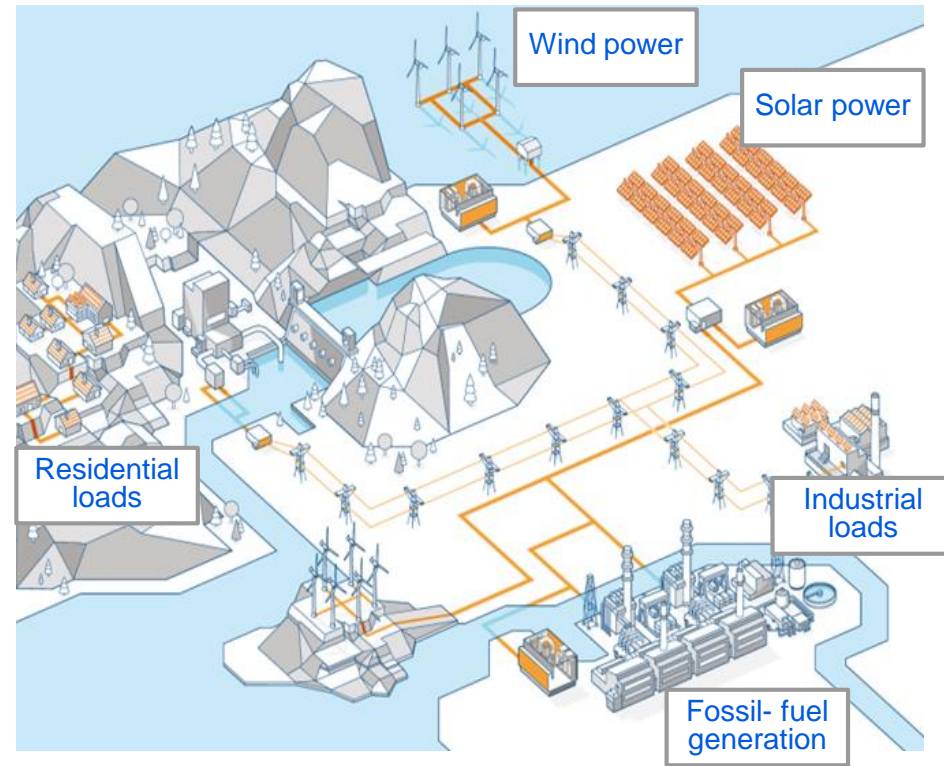 Wind power
Solar power
Residential
loads
Industrial
loads
Fossil- fuel
generation